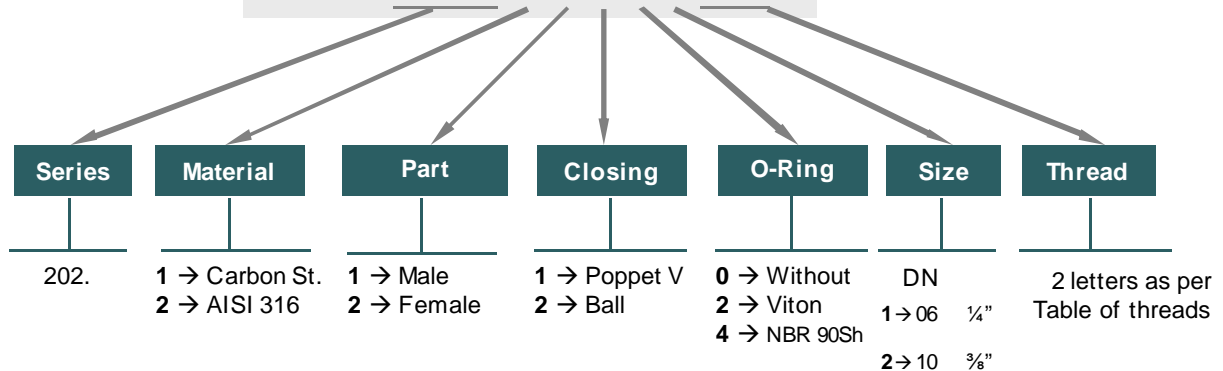 Series
Material
Part
Closing
O-Ring
Size
Thread
202.
1 → Carbon St.
2 → AISI 316
1 → Male
2 → Female
1 → Poppet V
2 → Ball
0 → Without
2 → Viton
4 → NBR 90Sh
DN
1 → 06 ¼”
2 → 10 ⅜”
2 letters as per
Table of threads